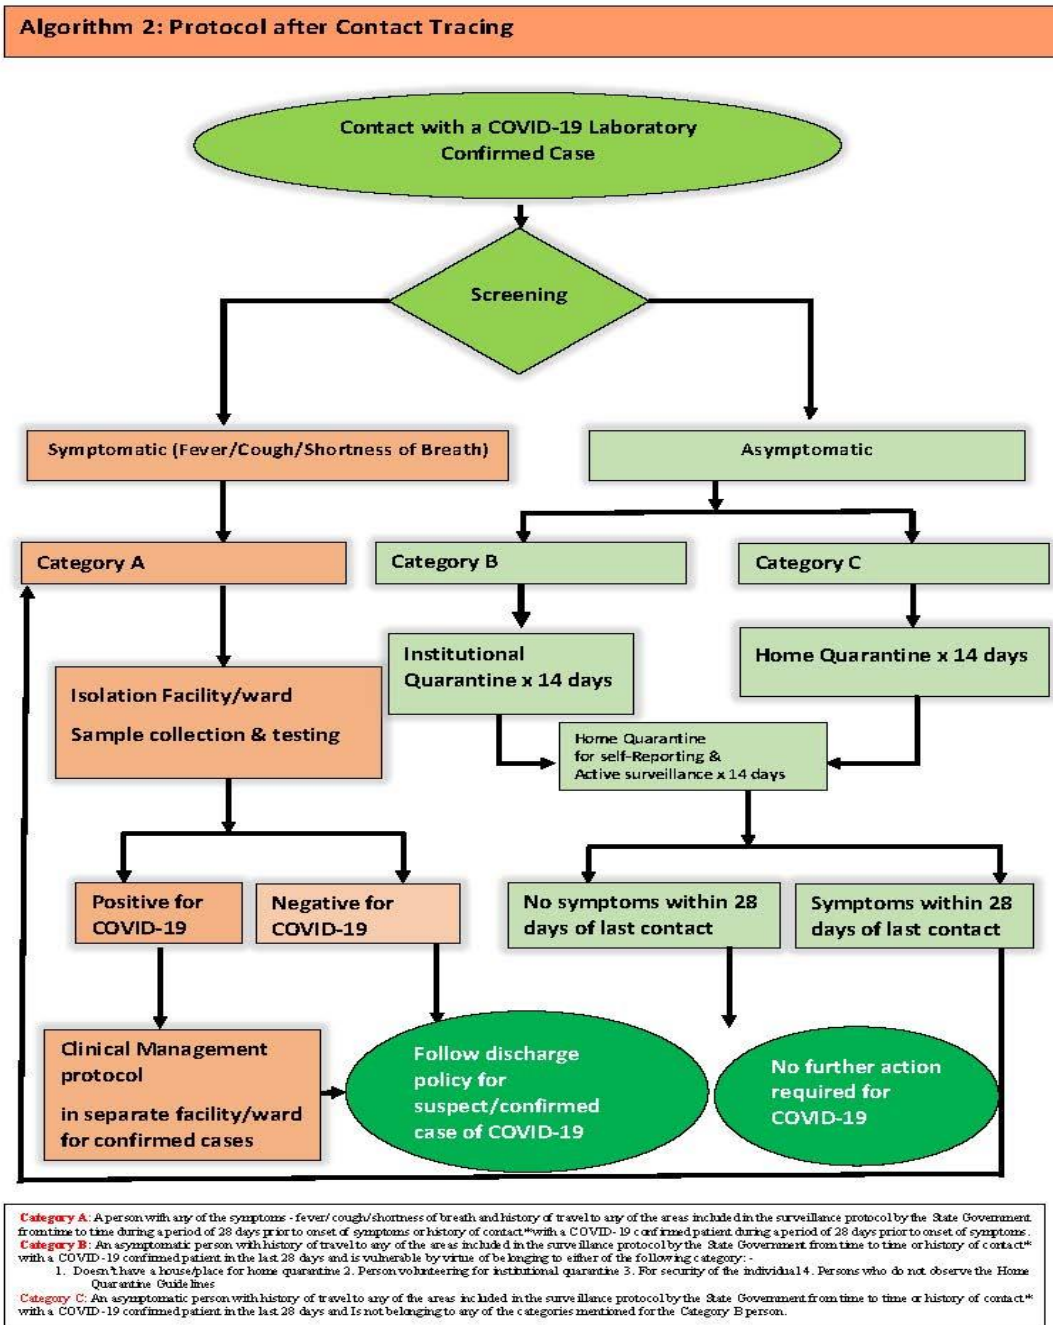 Algorithm 2: Protocol after Contact Tracing
Contact with a COVID-19 Laboratory
Confirmed Case
Screening
Symptomatic (Fever/Cough/Shortness of Breath)
Asymptomatic
Category A
Category B
Category C
Institutional
Quarantine x 14 days
Home Quarantine x 14 days
Isolation Facility/ward
Sample collection & testing
Home Quarantine
for self-Reporting &
Active surveillance x 14 days
Positive for
COVID-19
Negative for
COVID-19
No symptoms within 28
days of last contact
Symptoms within 28
days of last contact
Clinical Management
protocol
in separate facility/ward
for confirmed cases
Follow discharge
policy for
suspect/confirmed
case of COVID-19
No further action
required for
COVID-19
Category A: A person with any of the symptoms - fever/ cough/shortness of breath and history of travel to any of the areas included in the surveillance protocol by the State Government
from time to time during a period of 28 days prior to onset of symptoms or history of contact** with a COVID-19 confirmed patient during a period of 28 days prior to onset of symptoms.
Category B: An asymptomatic person with history of travel to any of the areas included in the surveillance protocol by the State Government from time to time or history of contact**
with a COVID-19 confirmed patient in the last 28 days and is vulnerable by virtue of belonging to either of the following category: -
1. Doesn't have a house/place for home quarantine 2. Person volunteering for institutional quarantine 3. For security of the individual 4. Persons who do not observe the Home
Quarantine Guidelines
Category C: An asymptomatic person with history of travel to any of the areas included in the surveillance protocol by the State Government from time to time or history of contact**
with a COVID-19 confirmed patient in the last 28 days and Is not belonging to any of the categories mentioned for the Category B person.